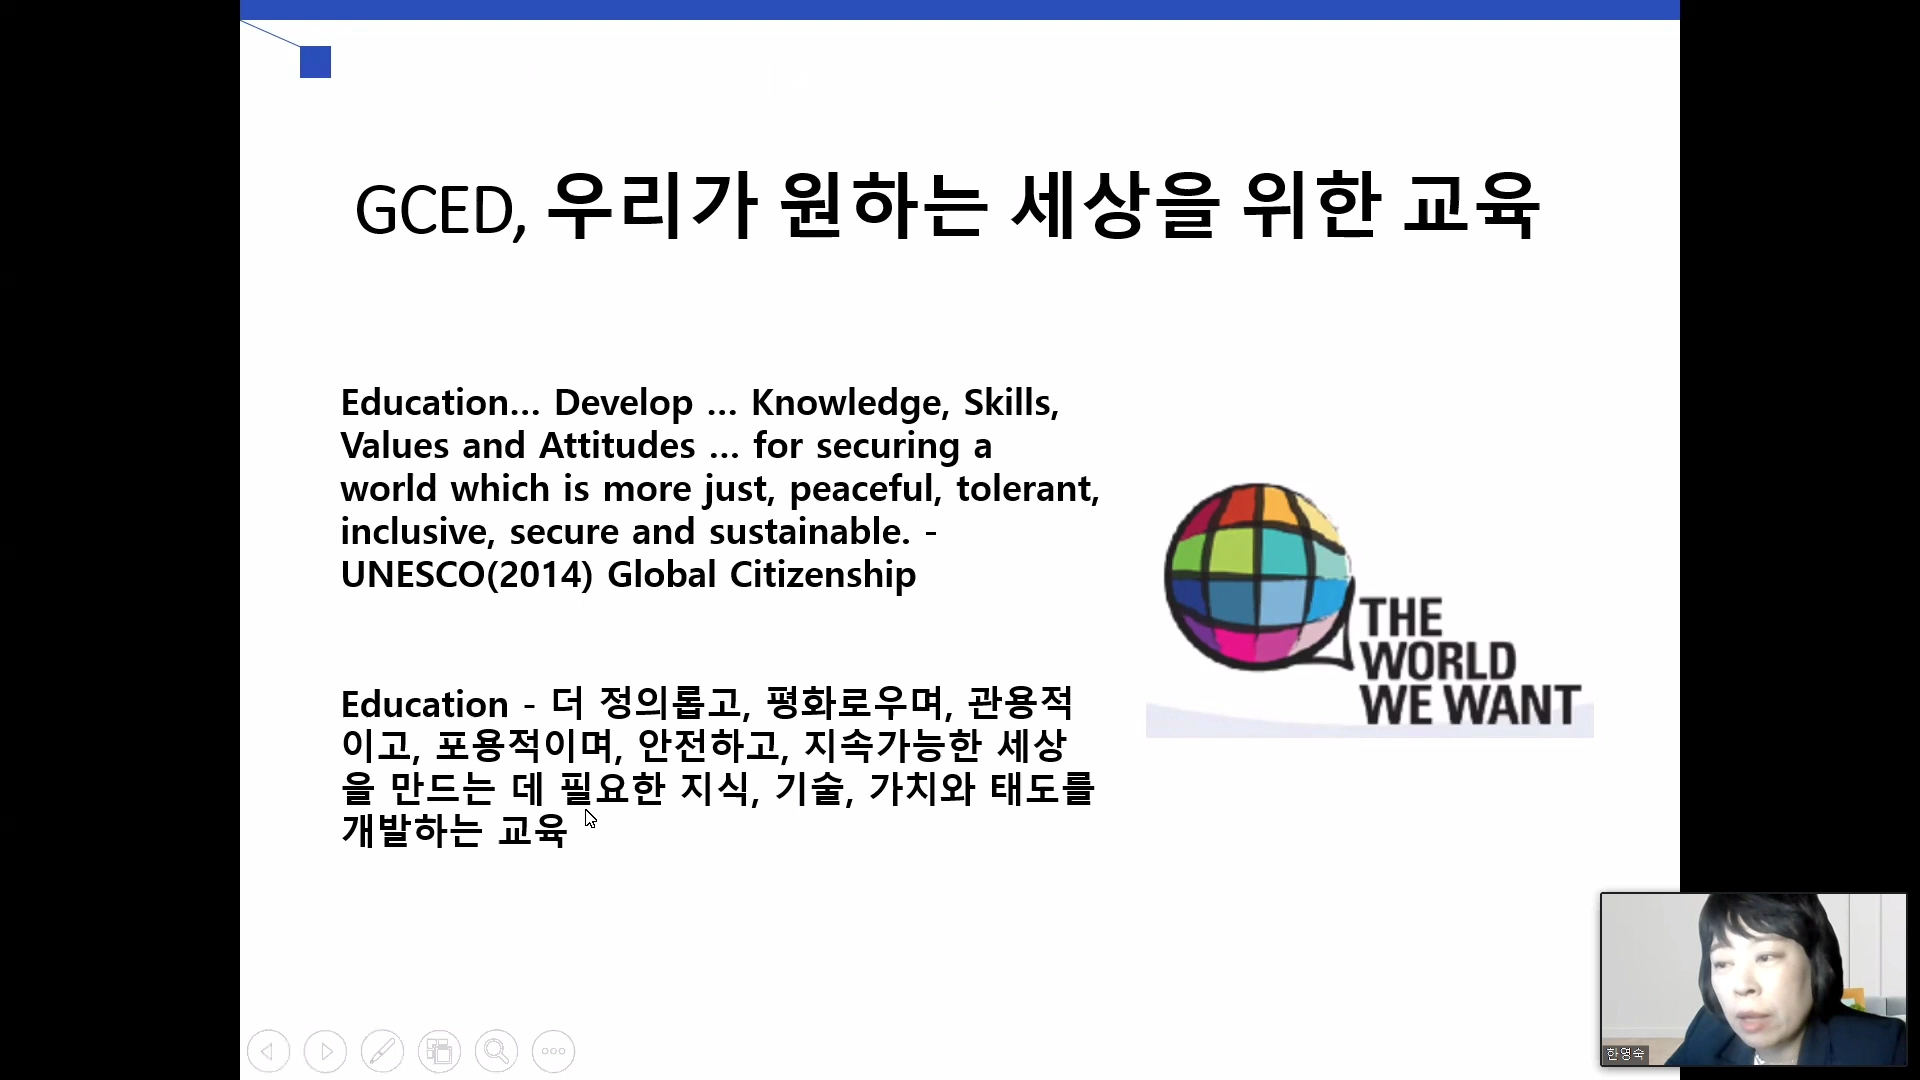 GCED, 우리가 원하는 세상을 위한 교육
Education... Develop ... Knowledge, Skills,
Values and Attitudes ... for securing a
world which is more just, peaceful, tolerant,
inclusive, secure and sustainable. -
UNESCO(2014) Global Citizenship
Education - 더 정의롭고, 평화로우며, 관용적
이고, 포용적이며, 안전하고, 지속가능한 세상
을 만드는 데 필요한 지식, 기술, 가치와 태도를
개발하는 교육
THE
WORLD
WE WANT
한영숙